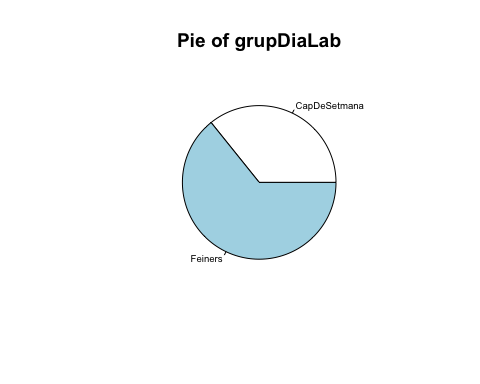 Pie of grupDiaLab
CapDeSetmana
Feiners